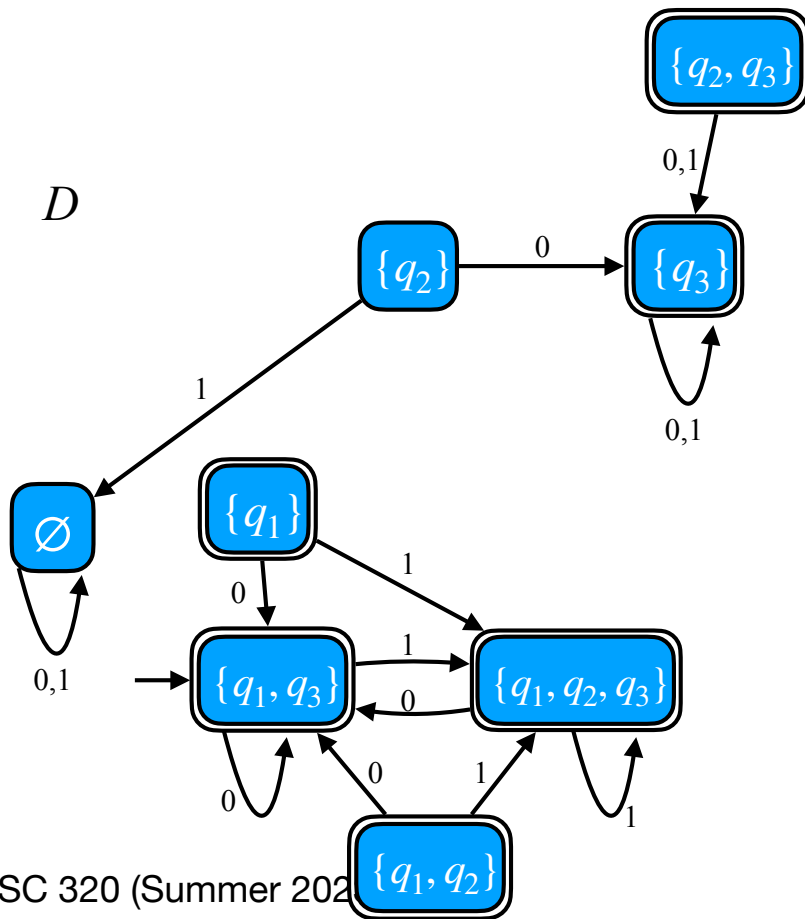 {q₂, q₃}
0,1
D
{q₂}
0
{q₃}
1
0,1
∅
{q₁}
1
0
0,1
{q₁, q₃}
1
{q₁, q₂, q₃}
0
0
0
1
1
{q₁, q₂}
SC 320 (Summer 202